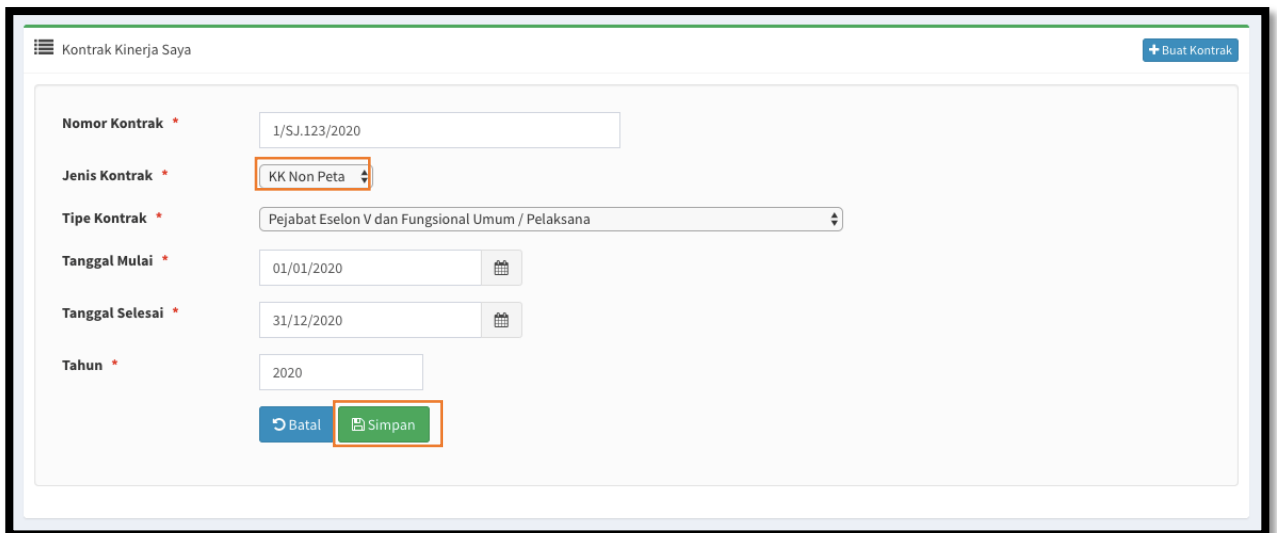 Kontrak Kinerja Saya
Buat Kontrak
Nomor Kontrak * 1/SJ.123/2020
Jenis Kontrak * KK Non Peta
Tipe Kontrak * Pejabat Eselon V dan Fungsional Umum / Pelaksana
Tanggal Mulai * 01/01/2020
Tanggal Selesai * 31/12/2020
Tahun * 2020
Batal Simpan